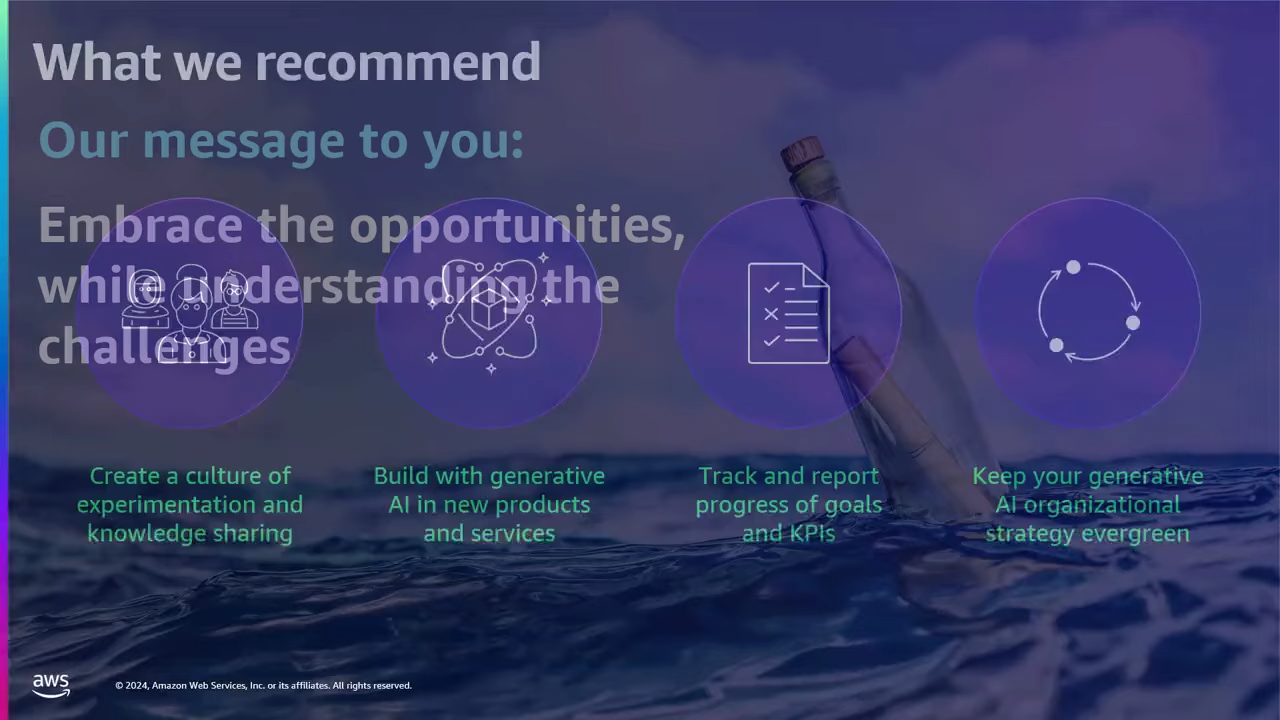 What we recommend
Our message to you:
Embrace the opportunities,
while understanding the
challenges
Create a culture of
experimentation and
knowledge sharing
Build with generative
AI in new products
and services
Track and report
progress of goals
and KPIs
Keep your generative
AI organizational
strategy evergreen
aws
© 2024, Amazon Web Services, Inc. or its affiliates. All rights reserved.